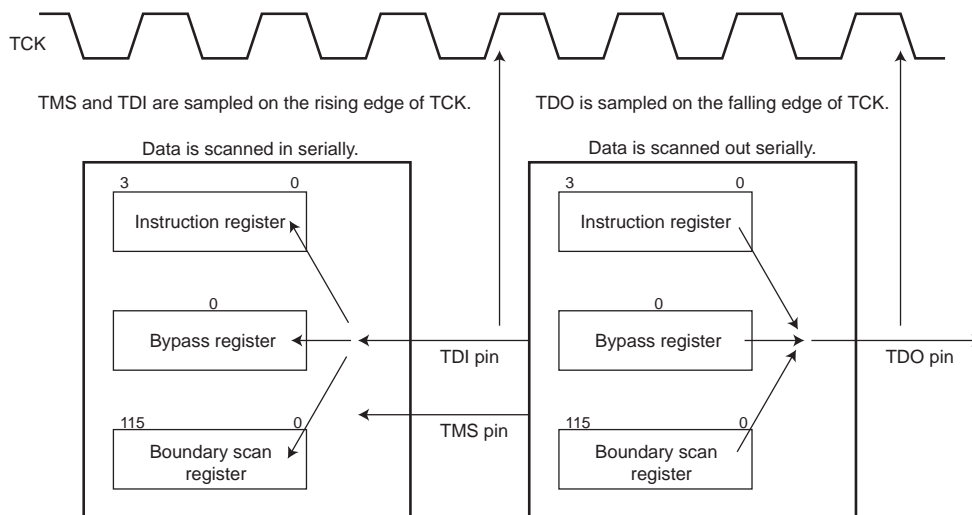 TCK
TMS and TDI are sampled on the rising edge of TCK.
TDO is sampled on the falling edge of TCK.
Data is scanned in serially.
Data is scanned out serially.
3 0
Instruction register
0
Bypass register
115 0
Boundary scan
register
TDI pin
TMS pin
3 0
Instruction register
0
Bypass register
115 0
Boundary scan
register
TDO pin